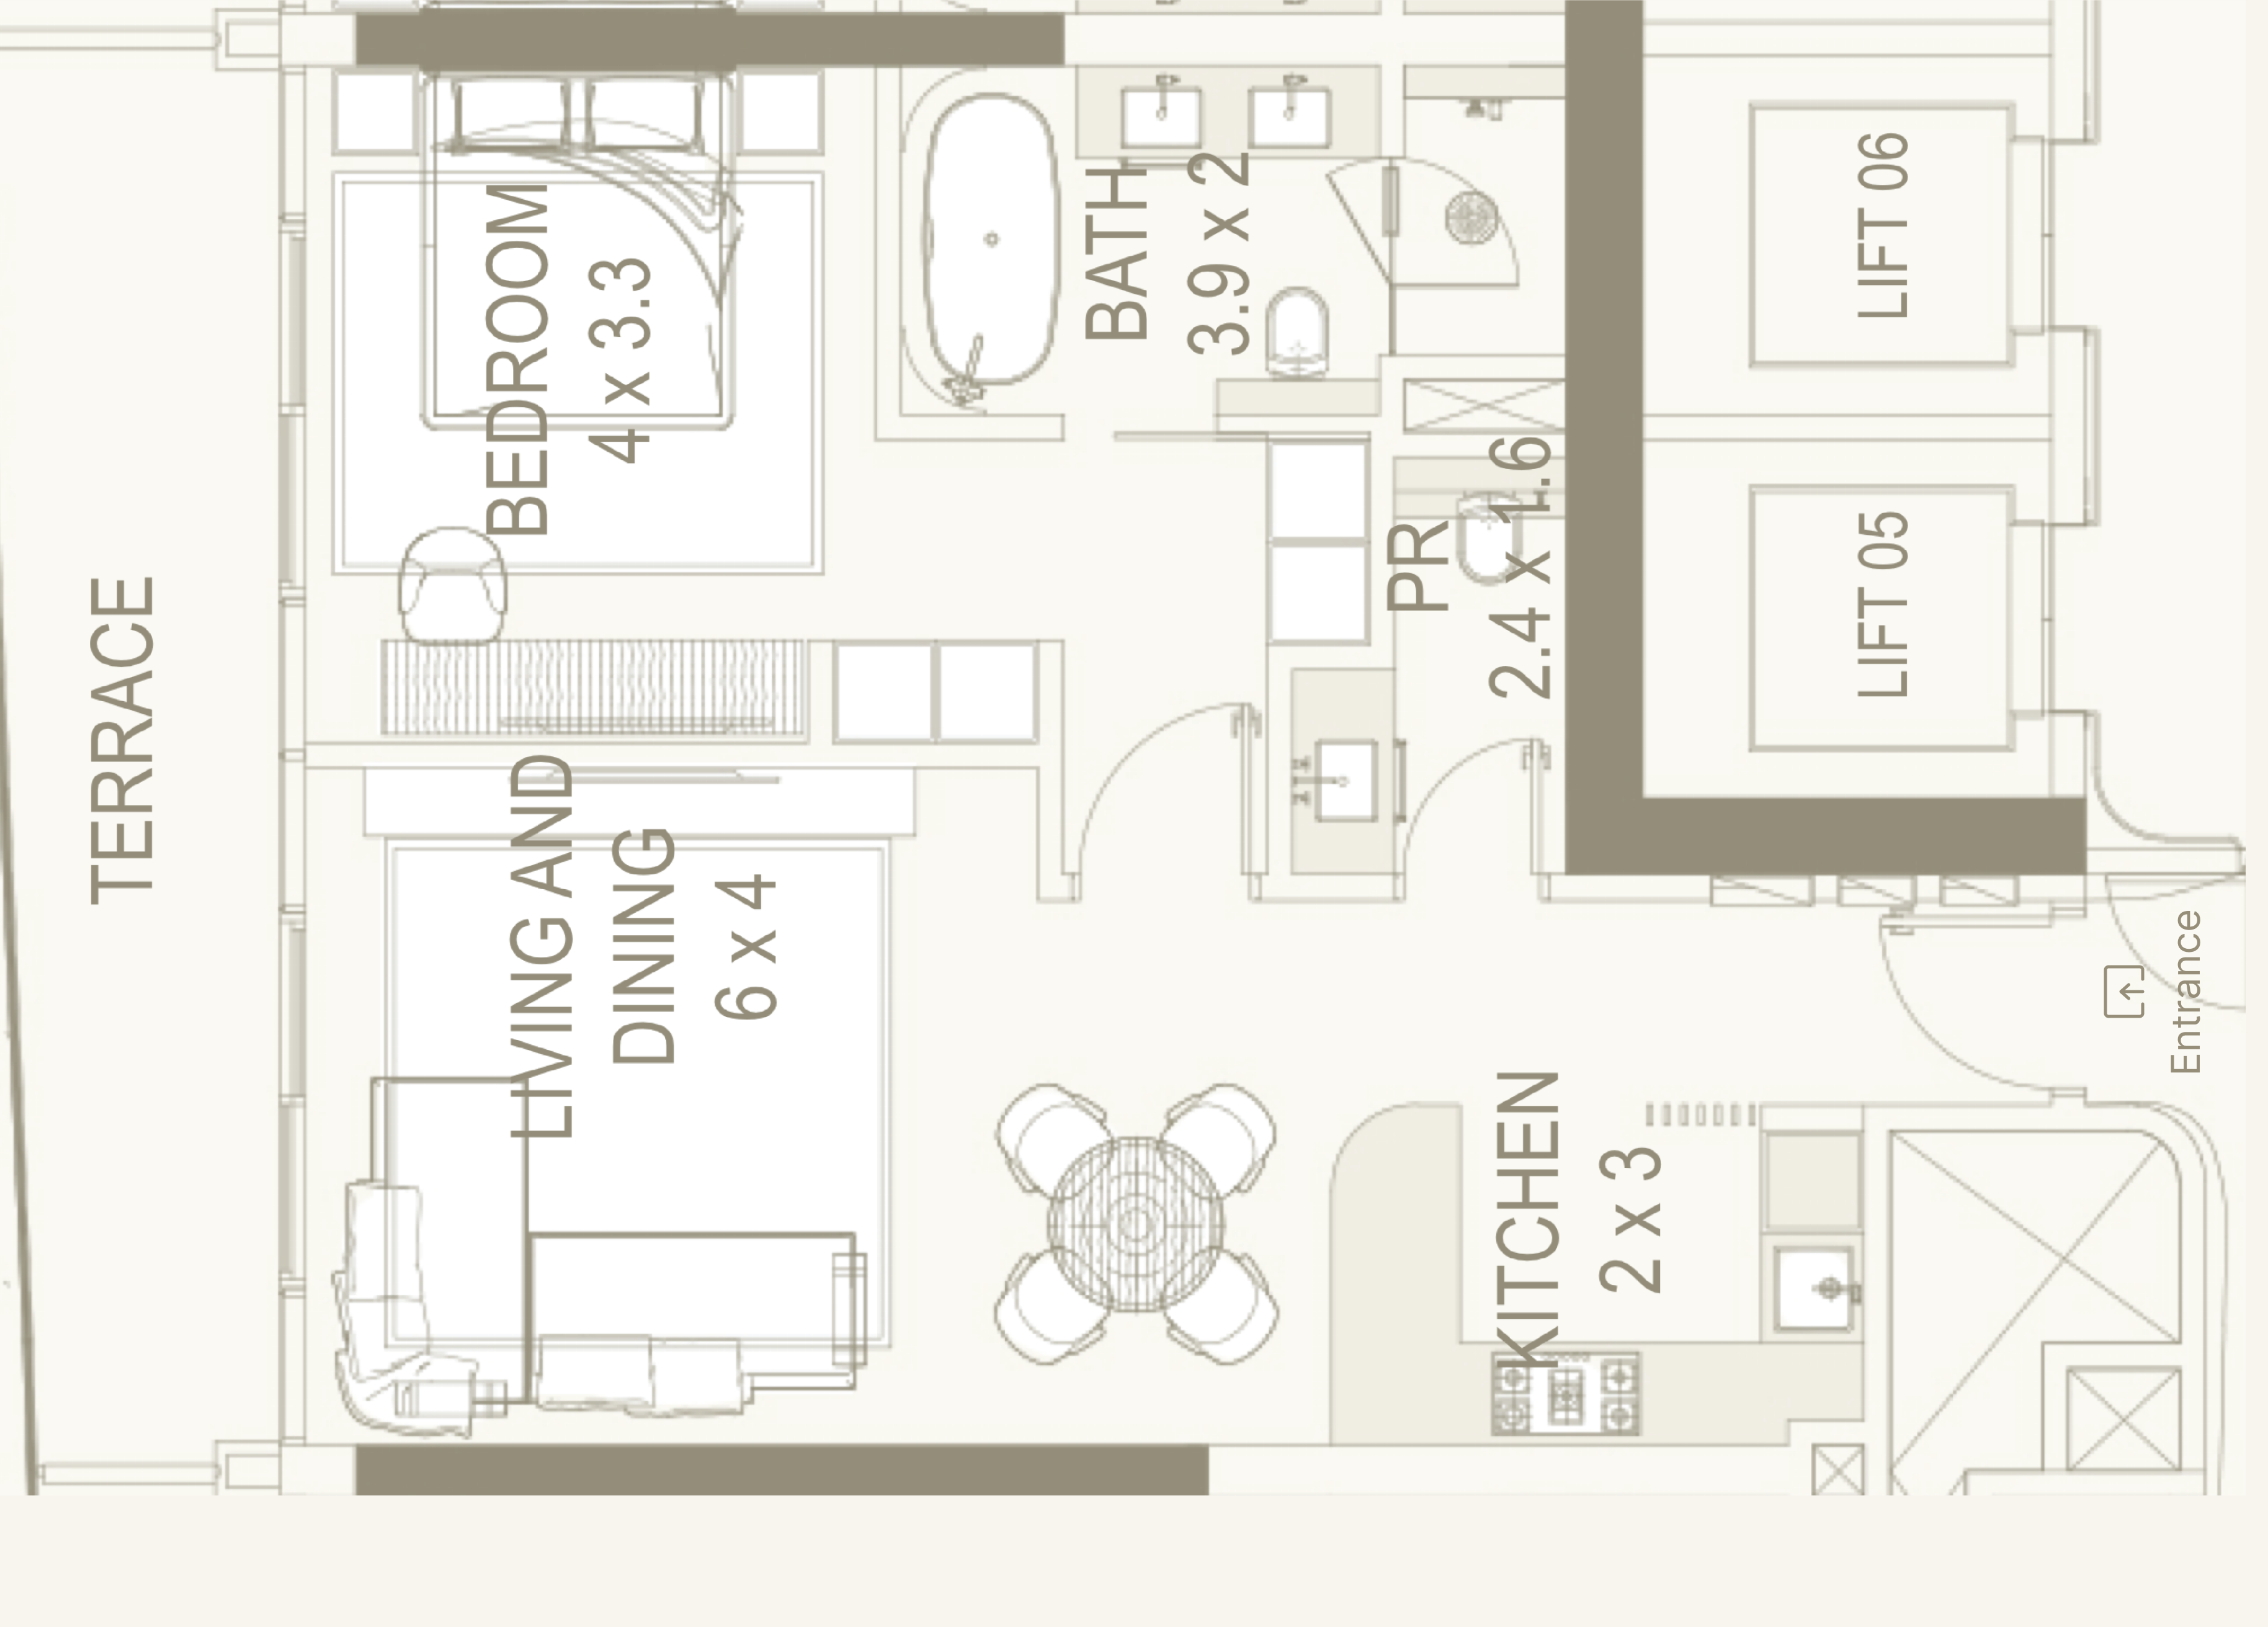 TERRACE
BEDROOM
4 x 3.3
BATH
3.9 x 2
PR
2.4 x 1.6
LIFT 06
LIFT 05
LIVING AND
DINING
6 x 4
KITCHEN
2 x 3
Entrance